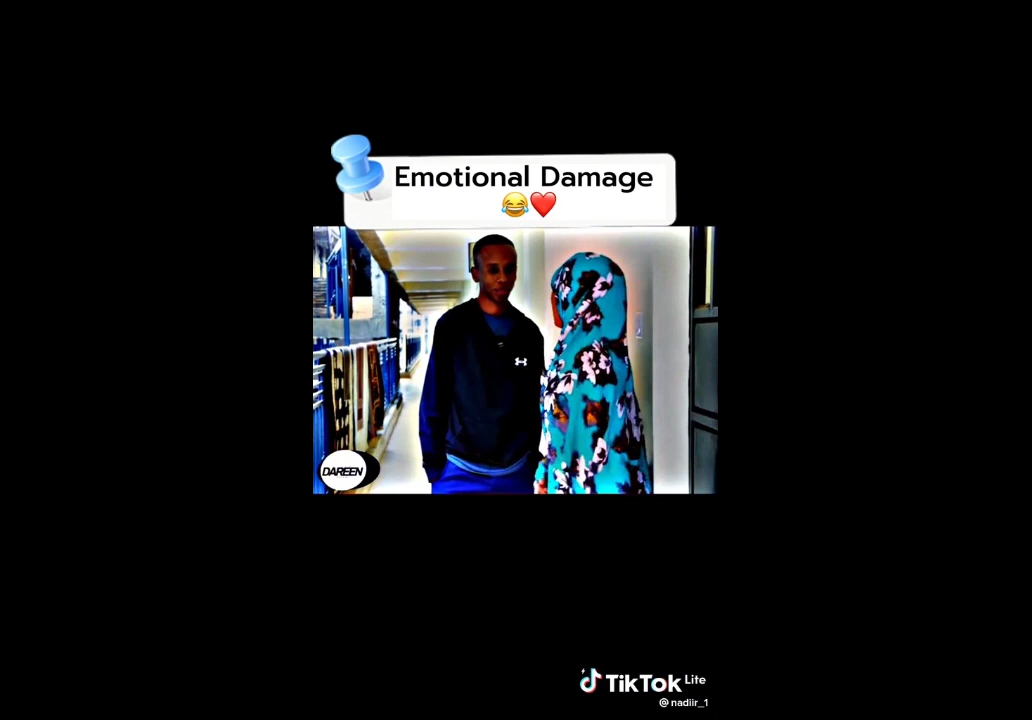 Emotional Damage
😂❤️
DAREEN
TikTok Lite
@nadiir_1